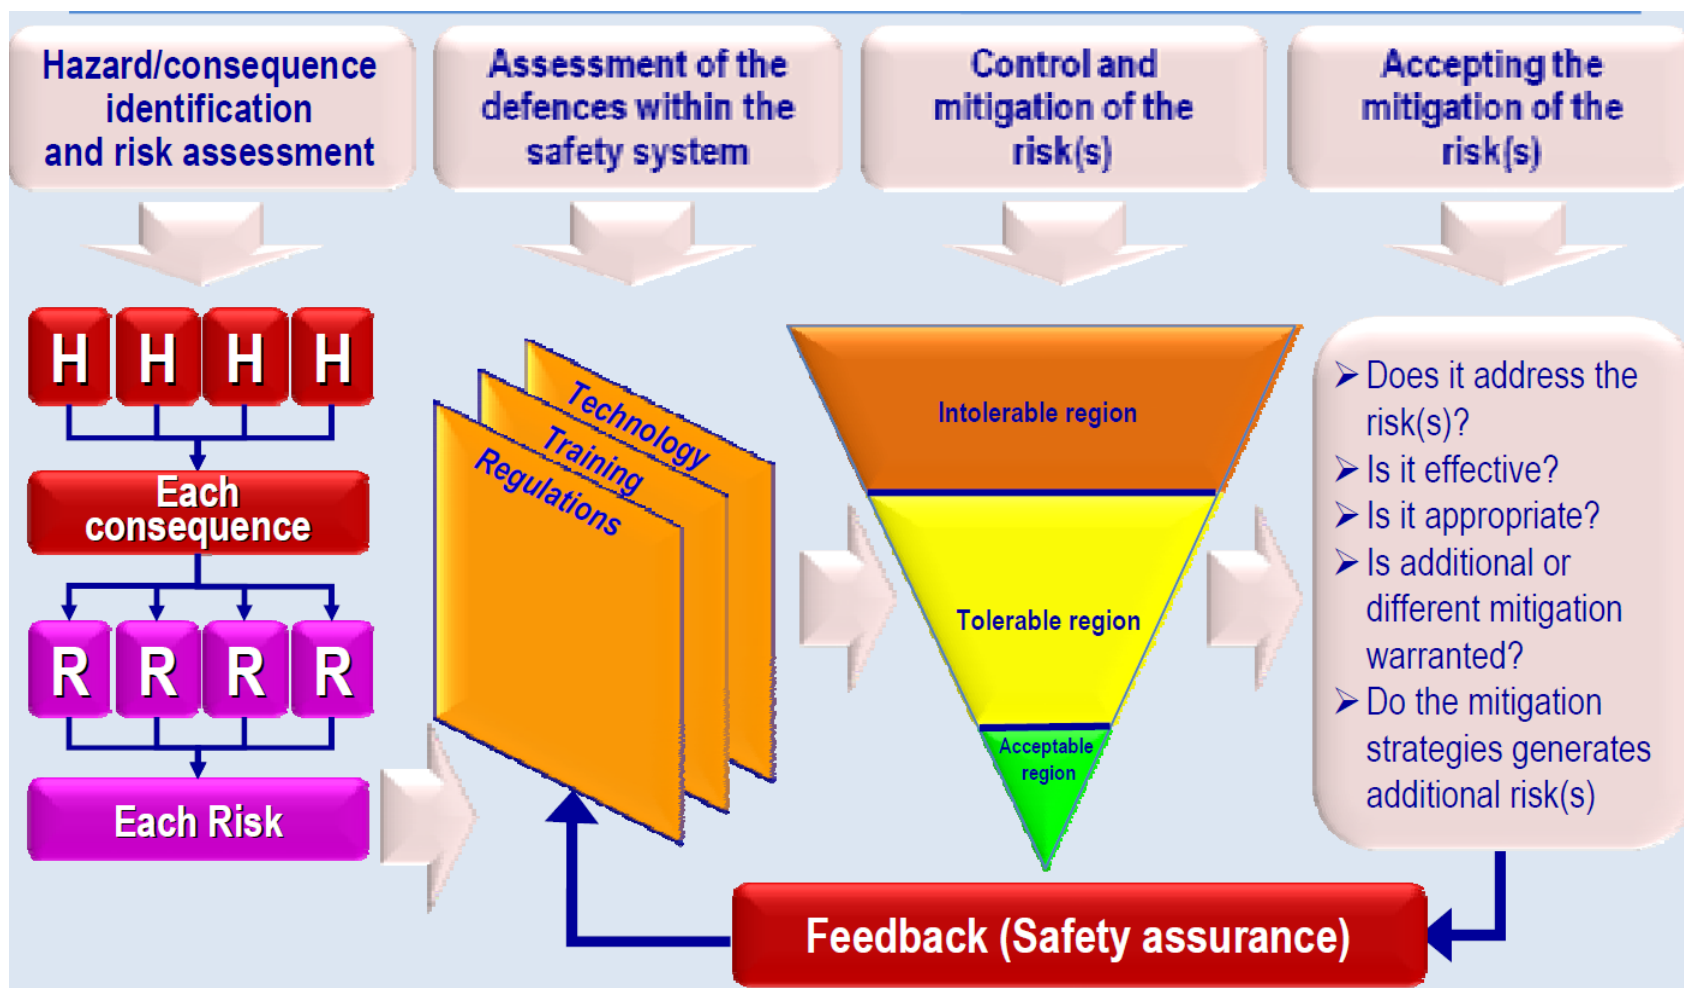 Hazard/consequence
identification
and risk assessment
Assessment of the
defences within the
safety system
Control and
mitigation of the
risk(s)
Accepting the
mitigation of the
risk(s)
H H H H
Each
consequence
R R R R
Each Risk
Technology
Training
Regulations
Intolerable region
Tolerable region
Acceptable
region
➢ Does it address the
risk(s)?
➢ Is it effective?
➢ Is it appropriate?
➢ Is additional or
different mitigation
warranted?
➢ Do the mitigation
strategies generates
additional risk(s)
Feedback (Safety assurance)